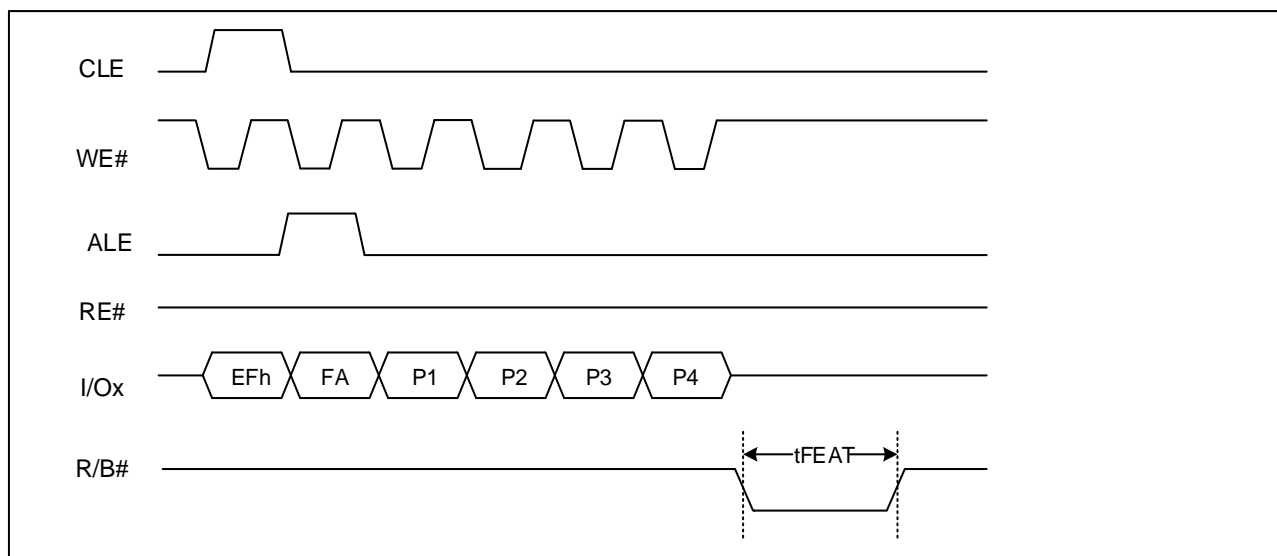 CLE
WE#
ALE
RE#
I/Ox EFh FA P1 P2 P3 P4
R/B# tFEAT